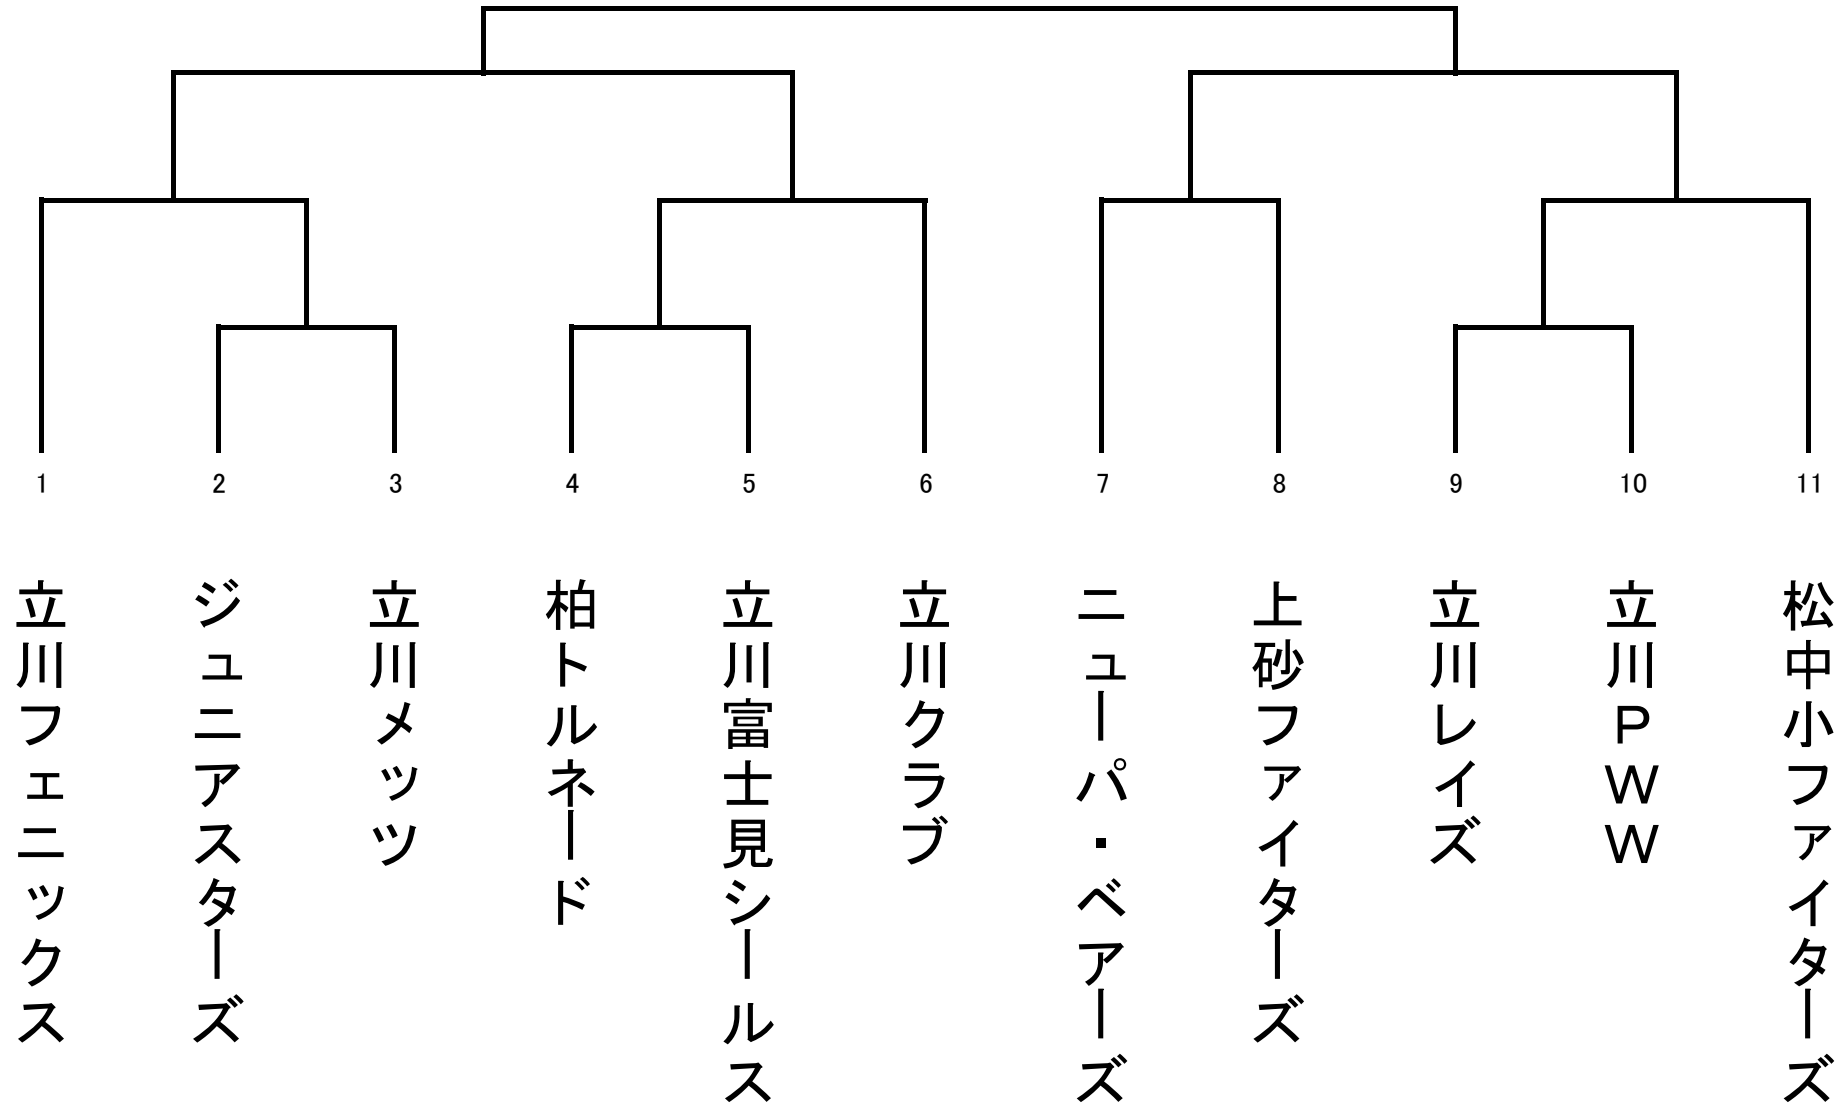 1
2
3
4
5
6
7
8
9
10
11
立川フェニックス
ジュニアスターズ
立川メッツ
柏トルネード
立川富士見シールス
立川クラブ
ニューパ・ベアーズ
上砂ファイターズ
立川レイズ
立川ＰＷＷ
松中小ファイターズ